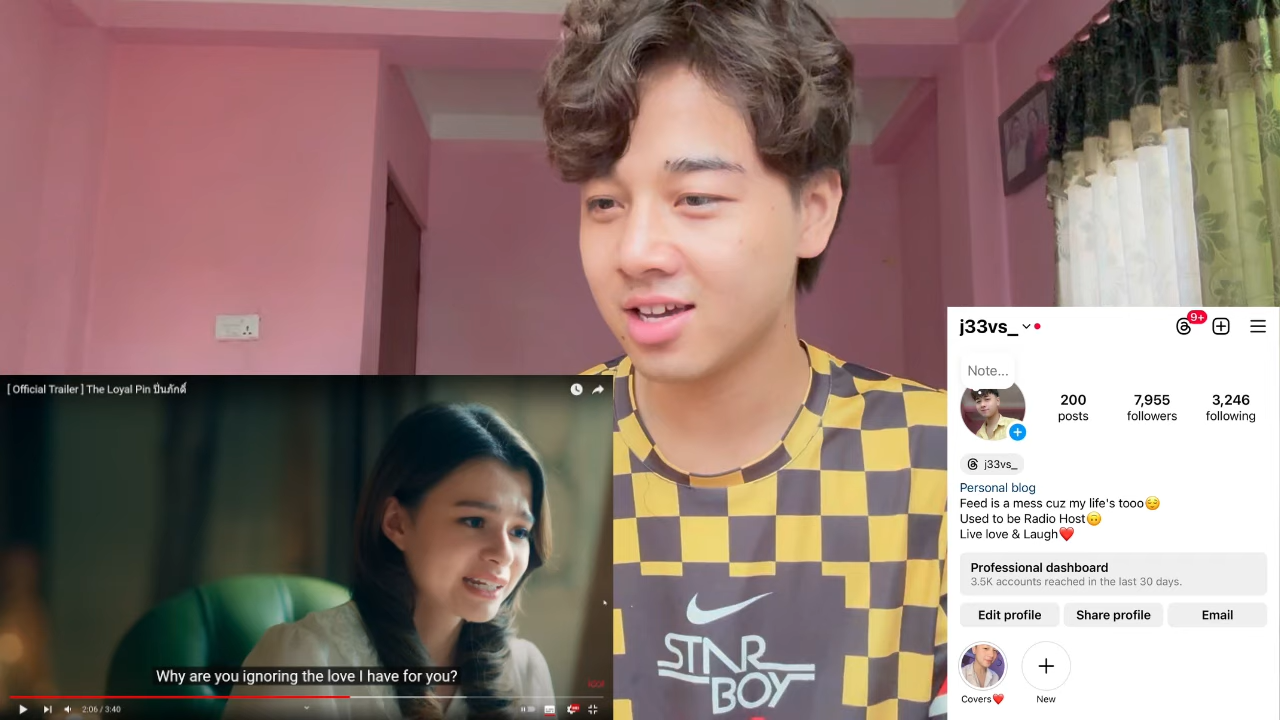 [ Official Trailer ] The Loyal Pin ปิ่นภักดิ์
Why are you ignoring the love I have for you?
2:06 / 3:40
STAR
BOY
j33vs_
9+
Note...
200
posts
7,955
followers
3,246
following
j33vs_
Personal blog
Feed is a mess cuz my life's tooo😌
Used to be Radio Host🙃
Live love & Laugh❤️
Professional dashboard
3.5K accounts reached in the last 30 days.
Edit profile
Share profile
Email
Covers❤️
New